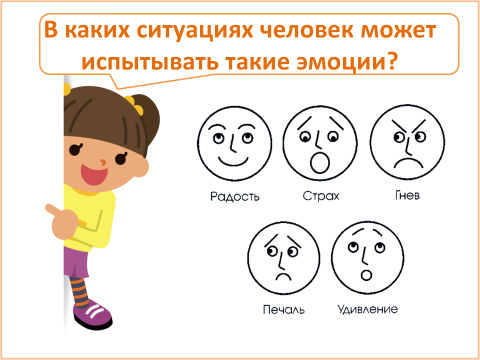 В каких ситуациях человек может
испытывать такие эмоции?
Радость Страх Гнев
Печаль Удивление